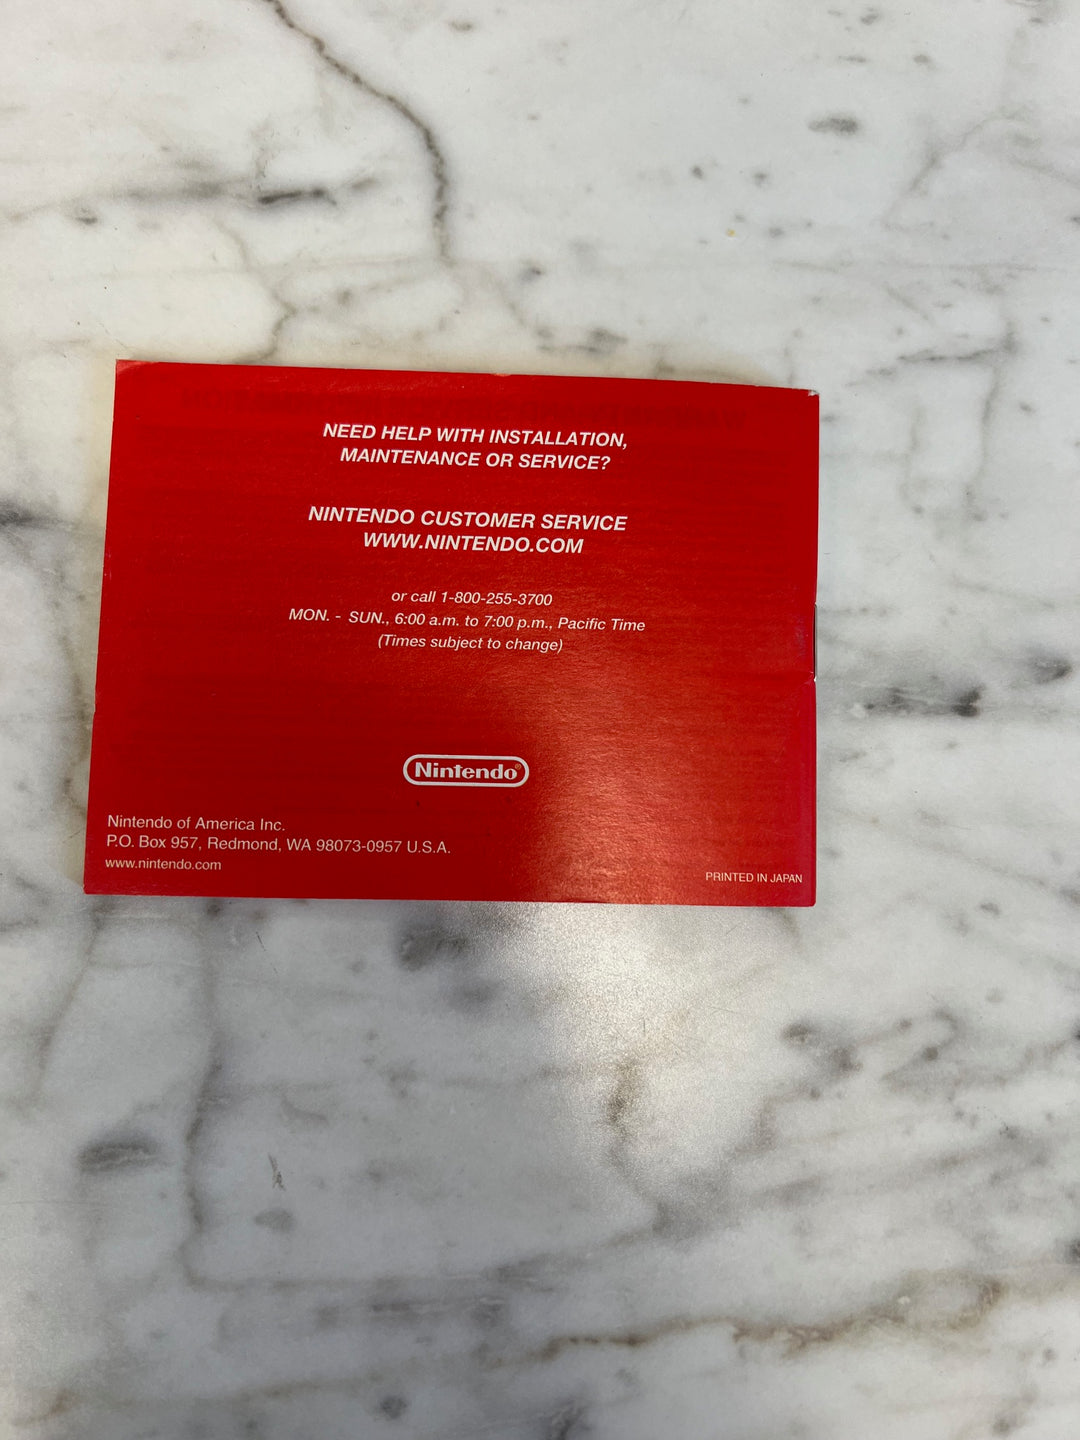 NEED HELP WITH INSTALLATION,
MAINTENANCE OR SERVICE?
NINTENDO CUSTOMER SERVICE
WWW.NINTENDO.COM
or call 1-800-255-3700
MON. - SUN., 6:00 a.m. to 7:00 p.m., Pacific Time
(Times subject to change)
Nintendo®
Nintendo of America Inc.
P.O. Box 957, Redmond, WA 98073-0957 U.S.A.
www.nintendo.com
PRINTED IN JAPAN